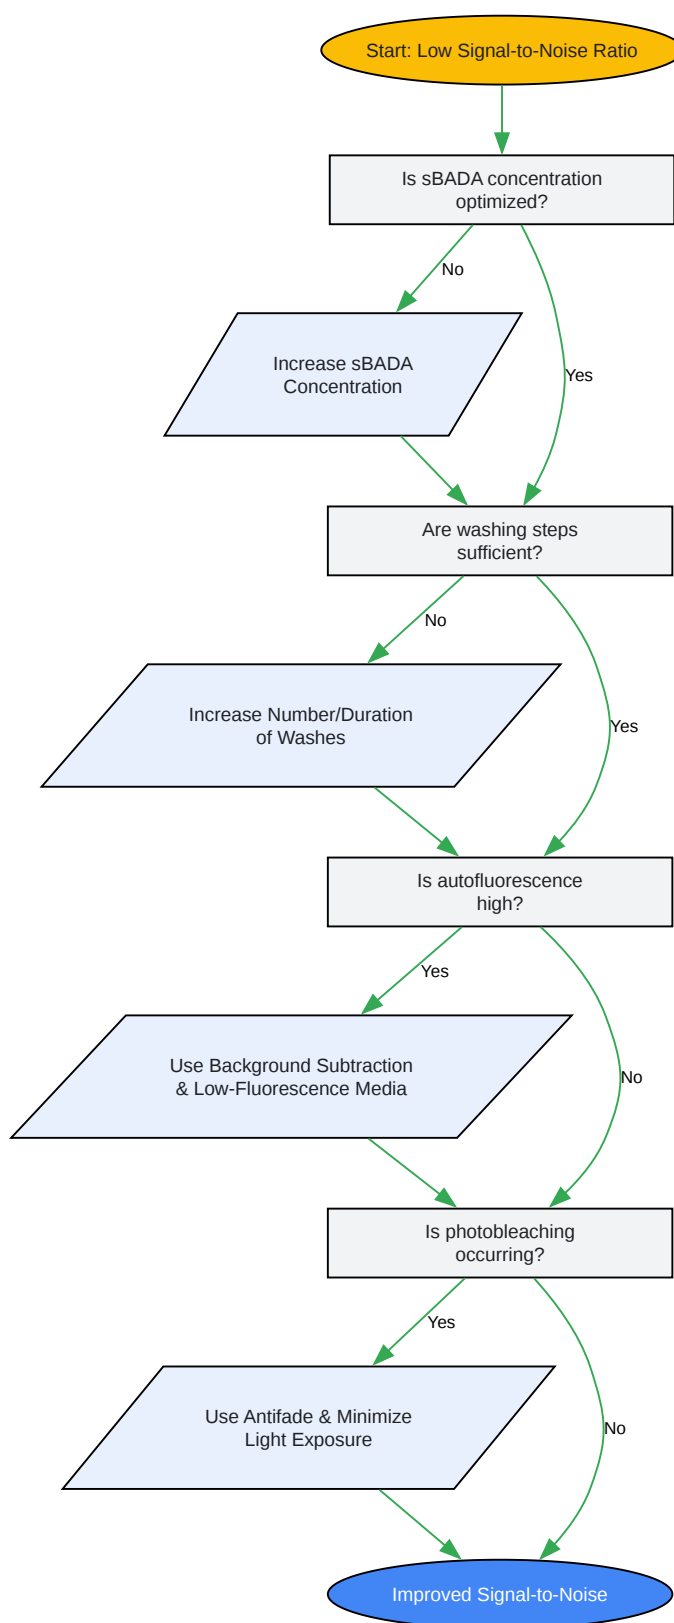 Start: Low Signal-to-Noise Ratio
Is sBADA concentration
optimized?
No
Increase sBADA
Concentration
Yes
Are washing steps
sufficient?
No
Increase Number/Duration
of Washes
Yes
Is autofluorescence
high?
Yes
Use Background Subtraction
& Low-Fluorescence Media
No
Is photobleaching
occurring?
Yes
Use Antifade & Minimize
Light Exposure
No
Improved Signal-to-Noise